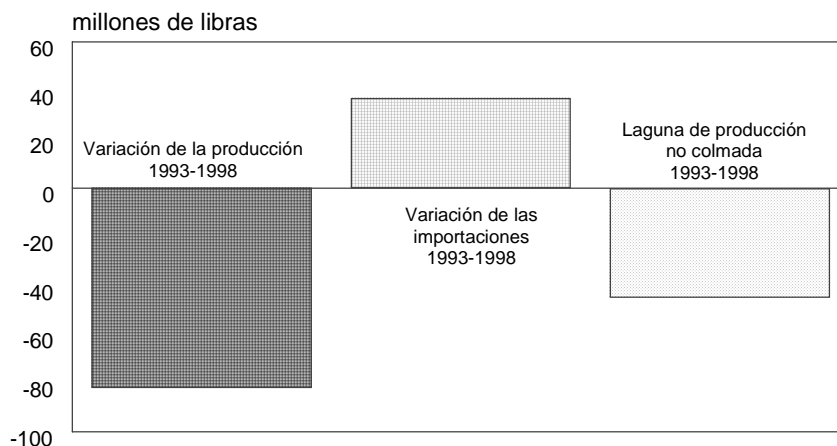 millones de libras
60
40
20
0
-20
-40
-60
-80
-100
Variación de la producción
1993-1998
Variación de las
importaciones
1993-1998
Laguna de producción
no colmada
1993-1998